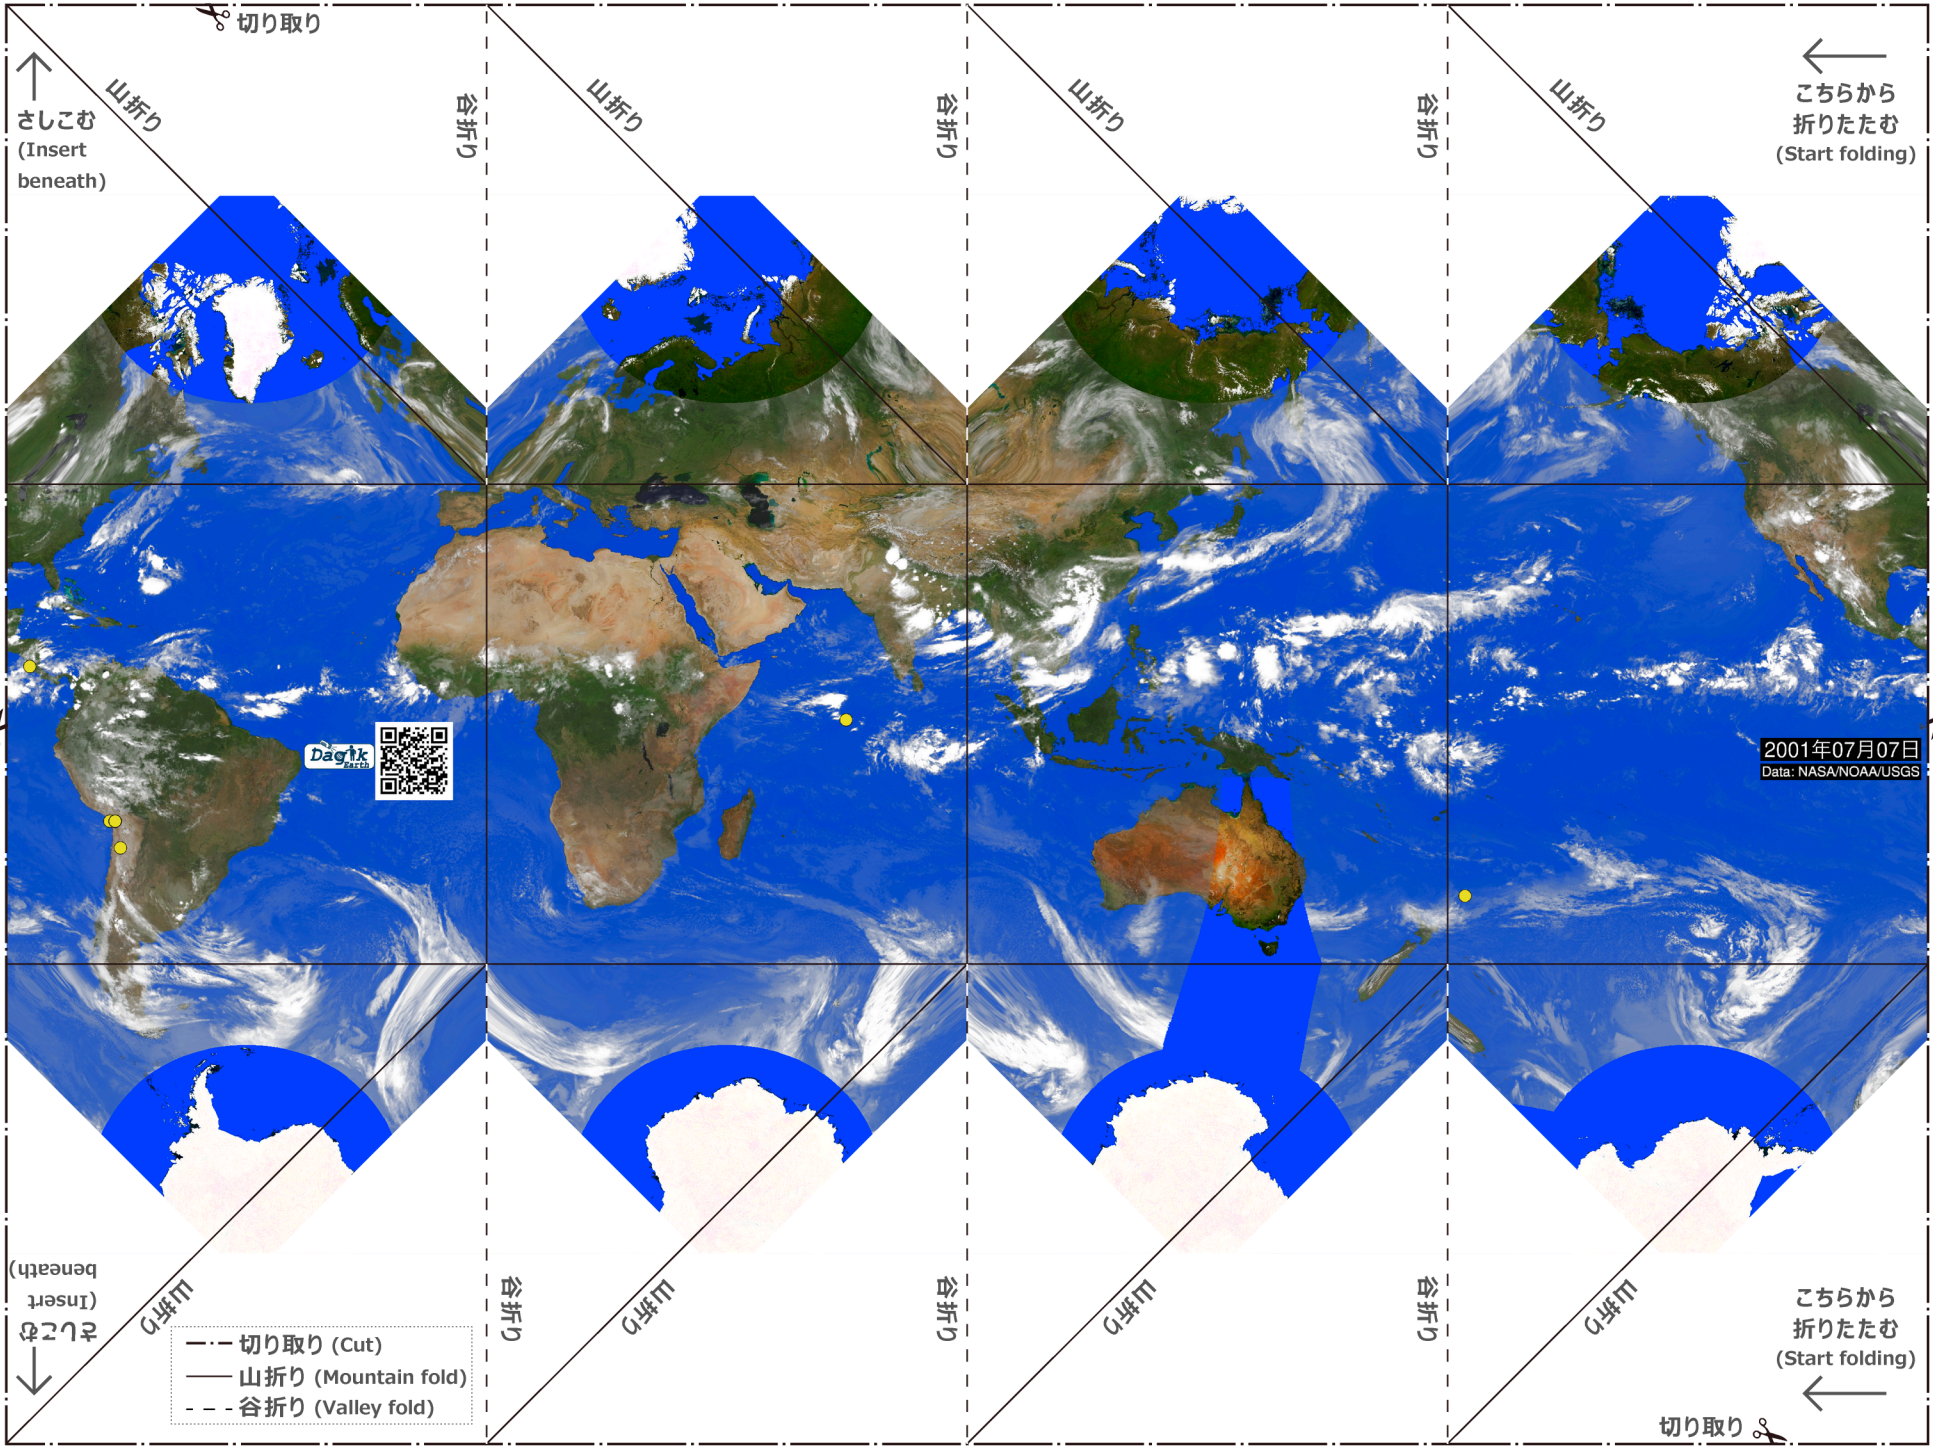 切り取り
山折り
谷折り
山折り
谷折り
山折り
谷折り
山折り
さしこむ
(Insert
beneath)
こちらから
折りたたむ
(Start folding)
Dagik
Earth
2001年07月07日
Data: NASA/NOAA/USGS
さしこむ
(Insert
beneath)
山折り
谷折り
山折り
谷折り
山折り
谷折り
山折り
こちらから
折りたたむ
(Start folding)
切り取り (Cut)
山折り (Mountain fold)
谷折り (Valley fold)
切り取り